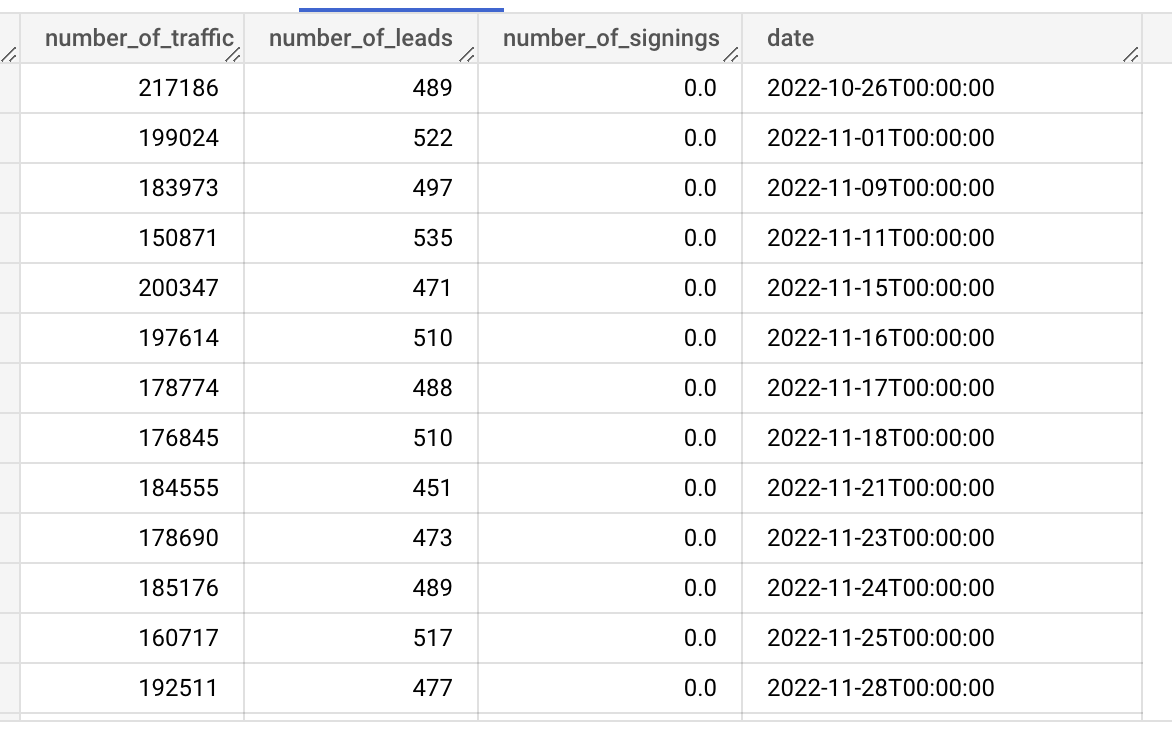 number_of_traffic number_of_leads number_of_signings date
217186 489 0.0 2022-10-26T00:00:00
199024 522 0.0 2022-11-01T00:00:00
183973 497 0.0 2022-11-09T00:00:00
150871 535 0.0 2022-11-11T00:00:00
200347 471 0.0 2022-11-15T00:00:00
197614 510 0.0 2022-11-16T00:00:00
178774 488 0.0 2022-11-17T00:00:00
176845 510 0.0 2022-11-18T00:00:00
184555 451 0.0 2022-11-21T00:00:00
178690 473 0.0 2022-11-23T00:00:00
185176 489 0.0 2022-11-24T00:00:00
160717 517 0.0 2022-11-25T00:00:00
192511 477 0.0 2022-11-28T00:00:00